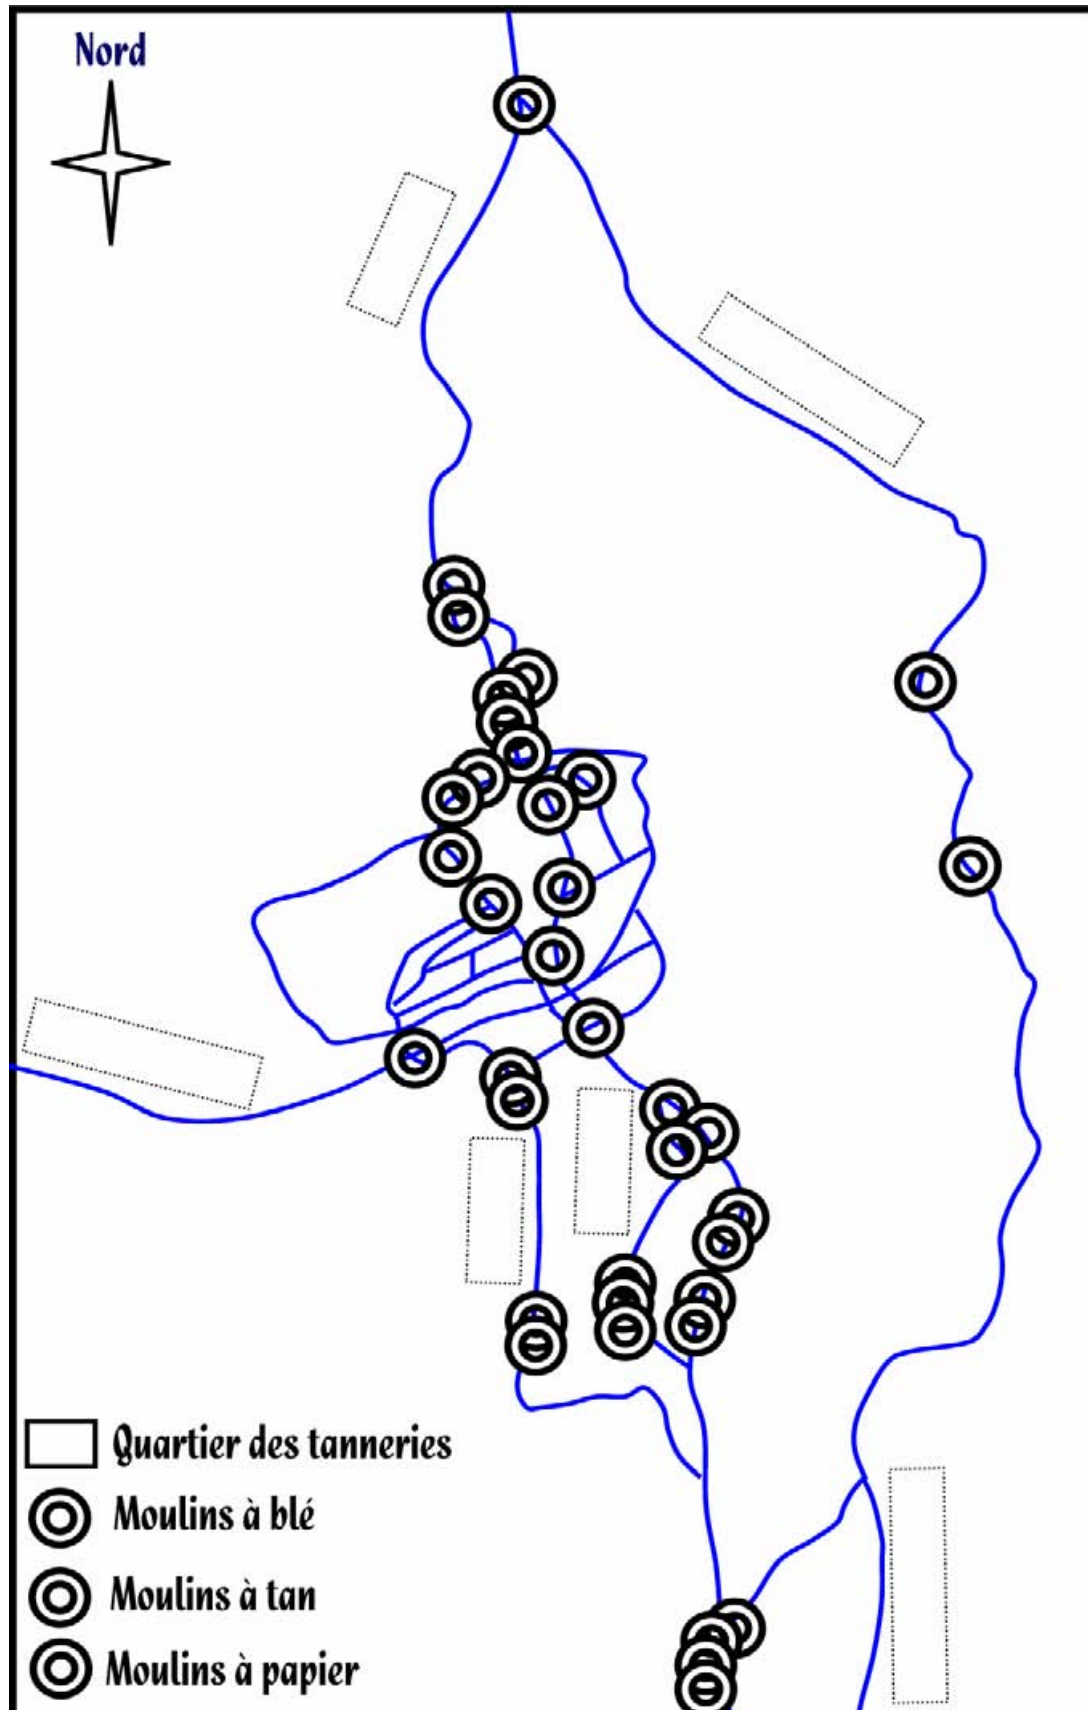 Nord
Quartier des tanneries
Moulins à blé
Moulins à tan
Moulins à papier